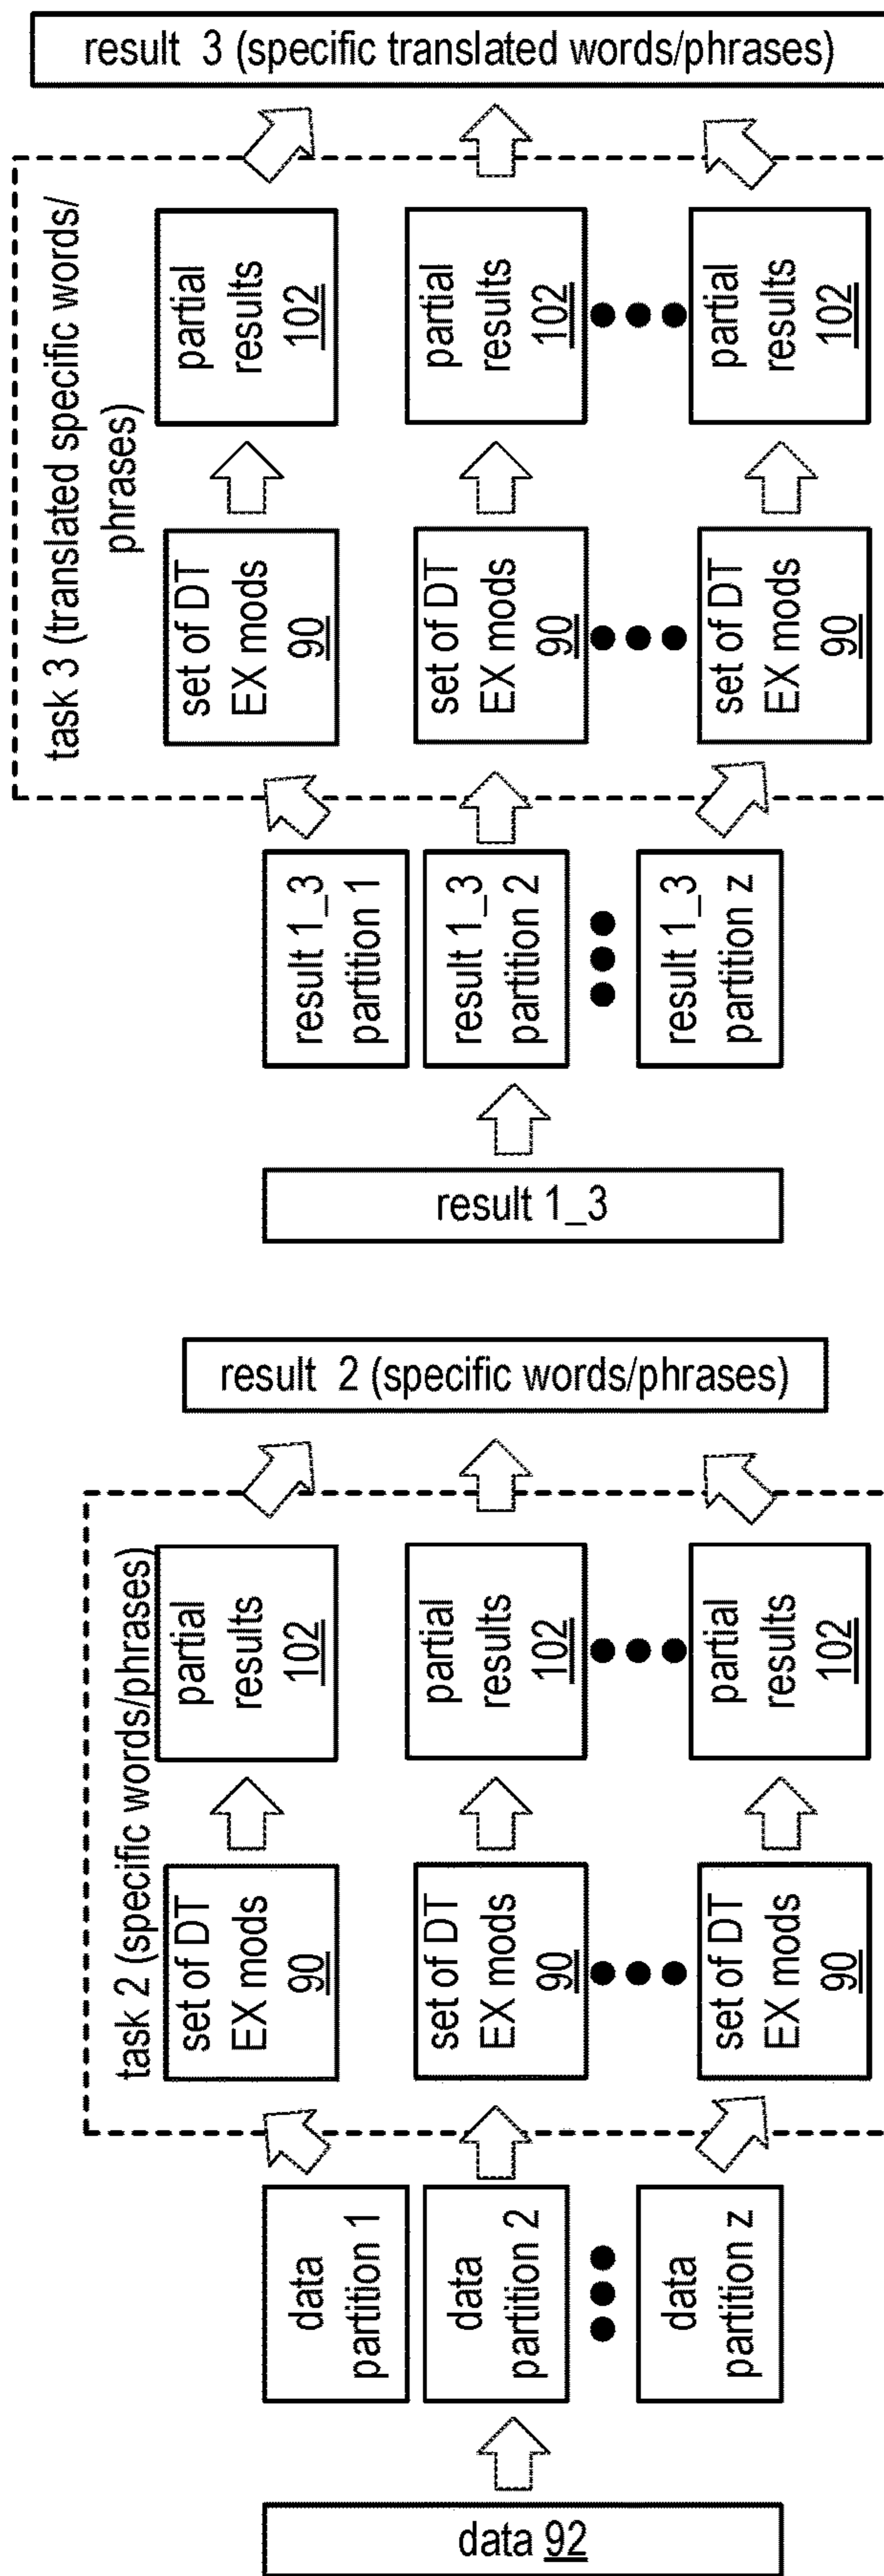 task 2 (specific words/phrases)
data 92
data
partition 1
data
partition 2
data
partition z
set of DT
EX mods
90
set of DT
EX mods
90
set of DT
EX mods
90
partial
results
102
partial
results
102
partial
results
102
result 2 (specific words/phrases)
task 3 (translated specific words/
phrases)
result 1_3
result 1_3
partition 1
result 1_3
partition 2
result 1_3
partition z
set of DT
EX mods
90
set of DT
EX mods
90
set of DT
EX mods
90
partial
results
102
partial
results
102
partial
results
102
result 3 (specific translated words/phrases)